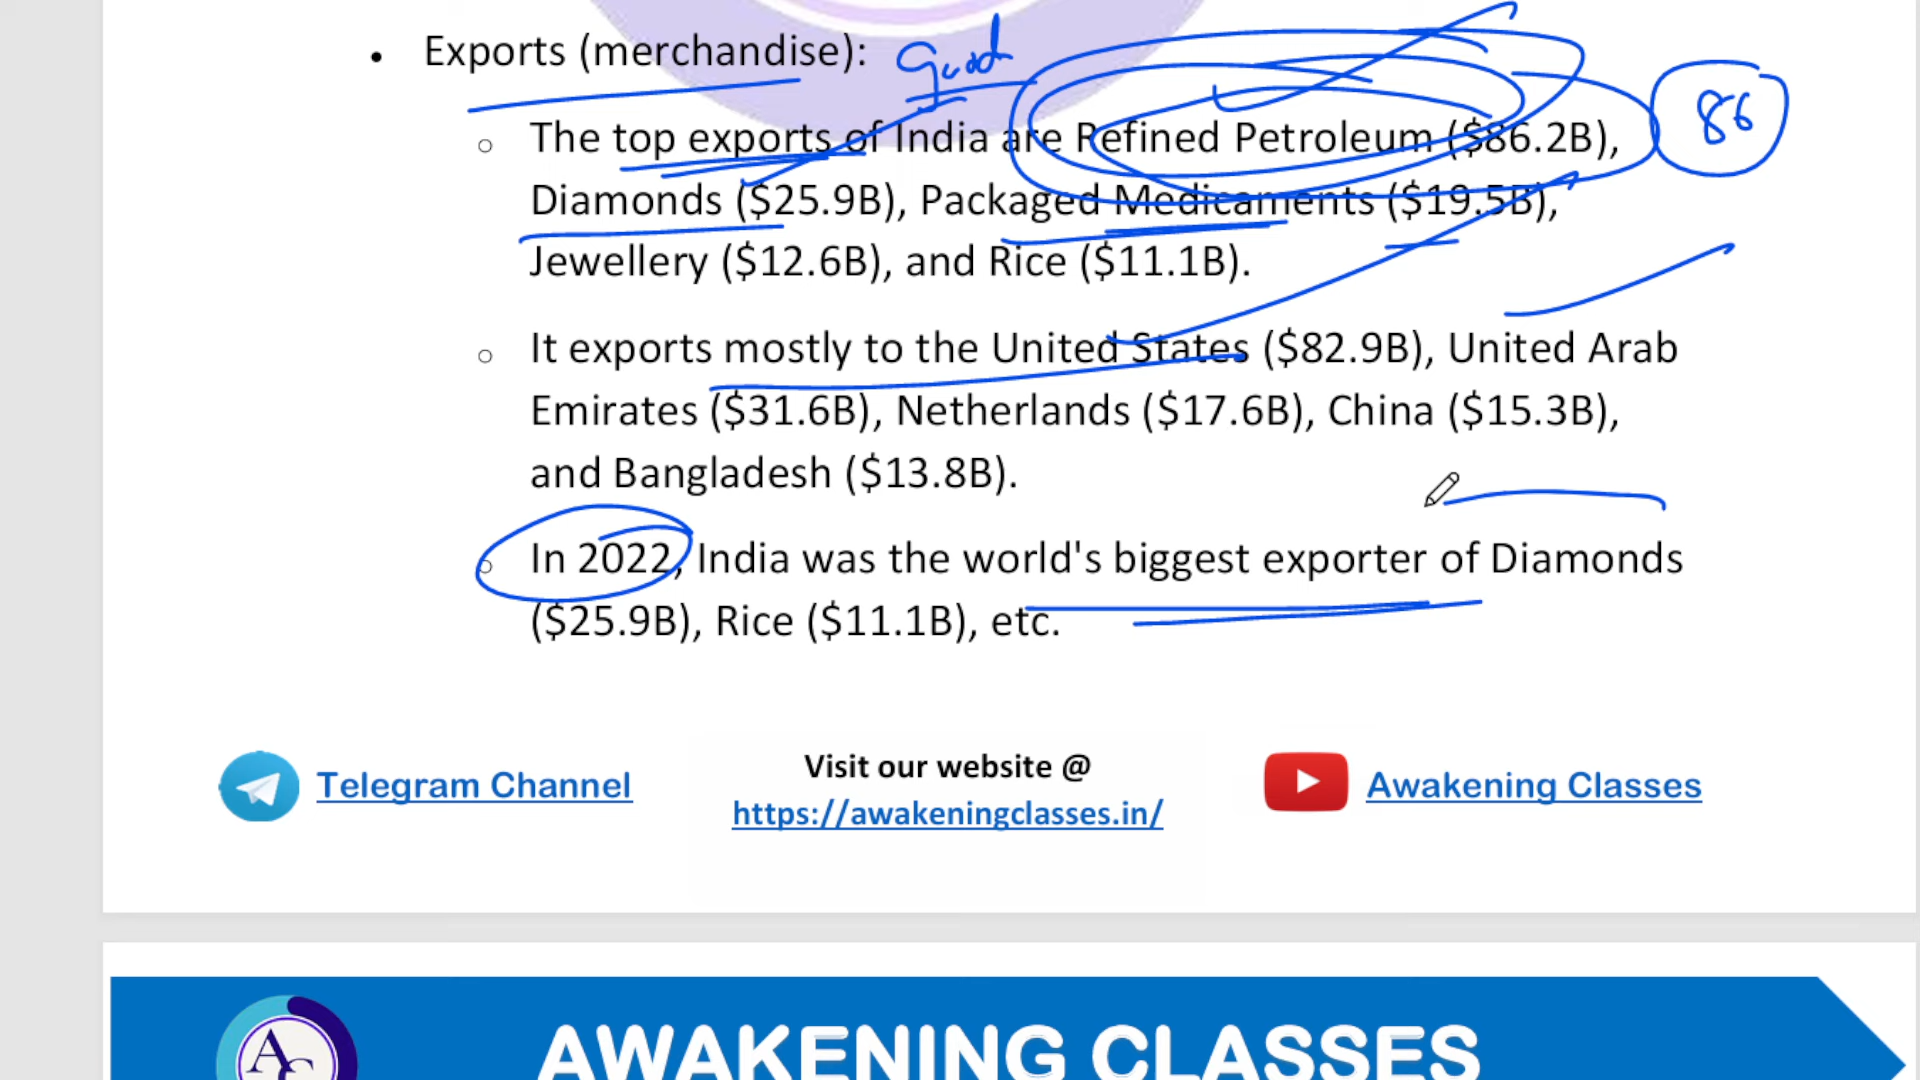 Exports (merchandise):
Good
86
The top exports of India are Refined Petroleum ($86.2B),
Diamonds ($25.9B), Packaged Medicaments ($19.5B),
Jewellery ($12.6B), and Rice ($11.1B).
It exports mostly to the United States ($82.9B), United Arab
Emirates ($31.6B), Netherlands ($17.6B), China ($15.3B),
and Bangladesh ($13.8B).
In 2022, India was the world's biggest exporter of Diamonds
($25.9B), Rice ($11.1B), etc.
Telegram Channel
Visit our website @
https://awakeningclasses.in/
Awakening Classes
AC
AWAKENING CLASSES